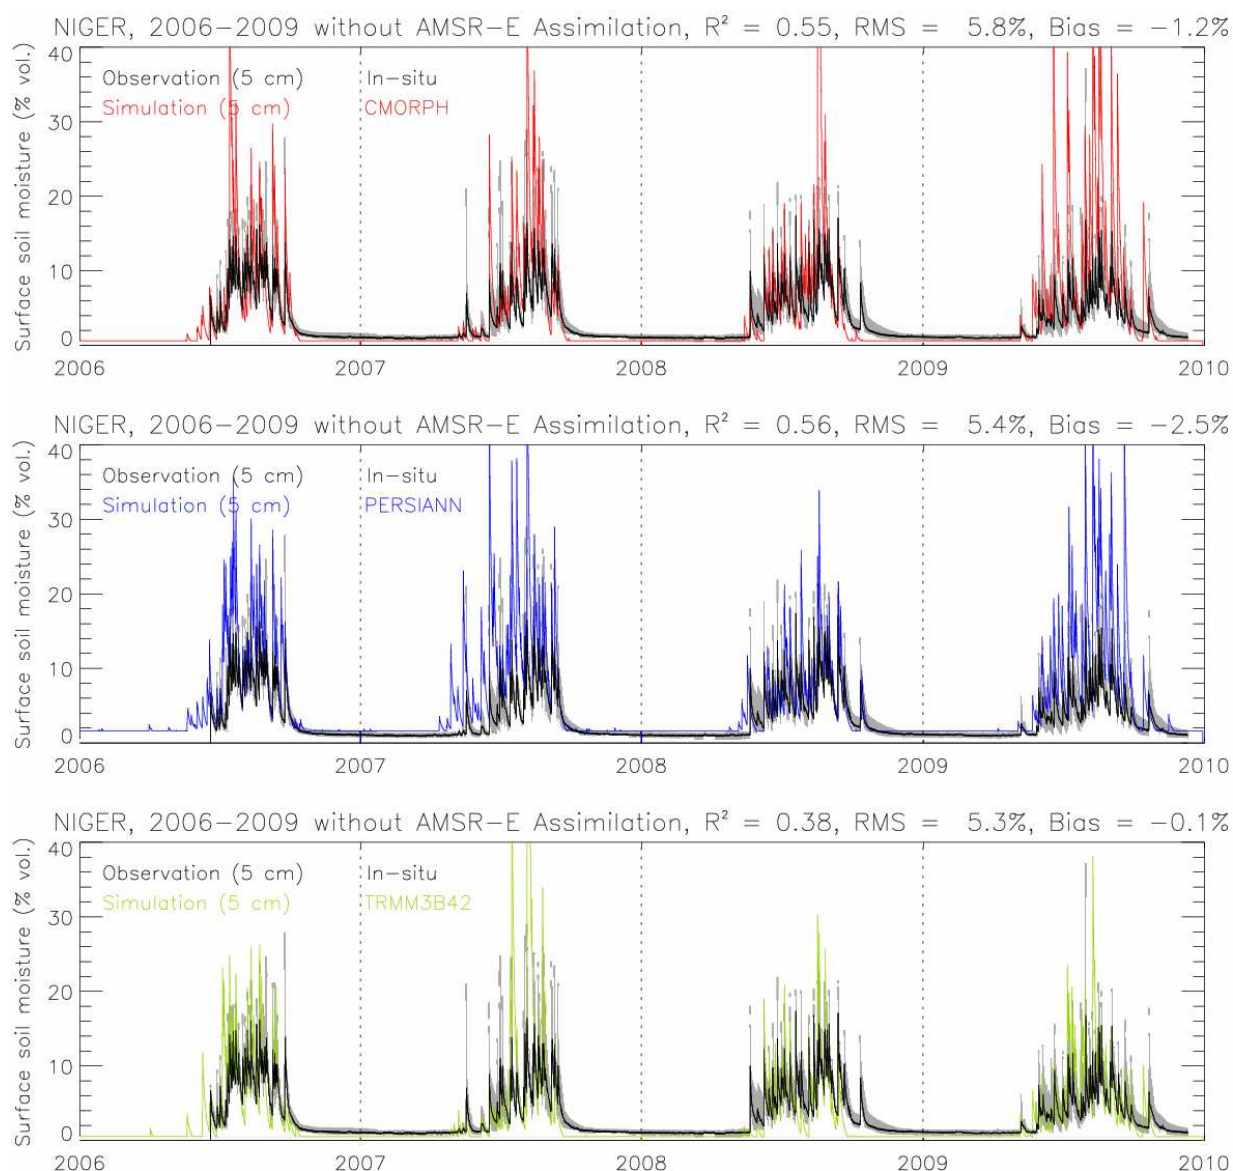 NIGER, 2006−2009 without AMSR−E Assimilation, R² = 0.55, RMS = 5.8%, Bias = −1.2%
Surface soil moisture (% vol.)
40
30
20
10
0
Observation (5 cm) In−situ
Simulation (5 cm) CMORPH
2006 2007 2008 2009 2010
NIGER, 2006−2009 without AMSR−E Assimilation, R² = 0.56, RMS = 5.4%, Bias = −2.5%
Surface soil moisture (% vol.)
40
30
20
10
0
Observation (5 cm) In−situ
Simulation (5 cm) PERSIANN
2006 2007 2008 2009 2010
NIGER, 2006−2009 without AMSR−E Assimilation, R² = 0.38, RMS = 5.3%, Bias = −0.1%
Surface soil moisture (% vol.)
40
30
20
10
0
Observation (5 cm) In−situ
Simulation (5 cm) TRMM3B42
2006 2007 2008 2009 2010